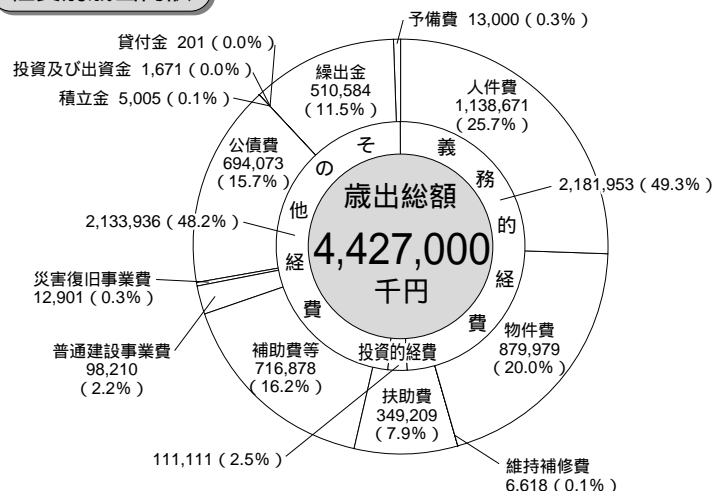 予備費 13,000（0.3%）
貸付金 201（0.0%）
投資及び出資金 1,671（0.0%）
積立金 5,005（0.1%）
繰出金
510,584
（11.5%）
人件費
1,138,671
（25.7%）
公債費
694,073
（15.7%）
その他経費
義務的経費
2,181,953（49.3%）
歳出総額
4,427,000
千円
2,133,936（48.2%）
災害復旧事業費
12,901（0.3%）
普通建設事業費
98,210
（2.2%）
補助費等
716,878
（16.2%）
投資的経費
物件費
879,979
（20.0%）
扶助費
349,209
（7.9%）
111,111（2.5%）
維持補修費
6,618（0.1%）